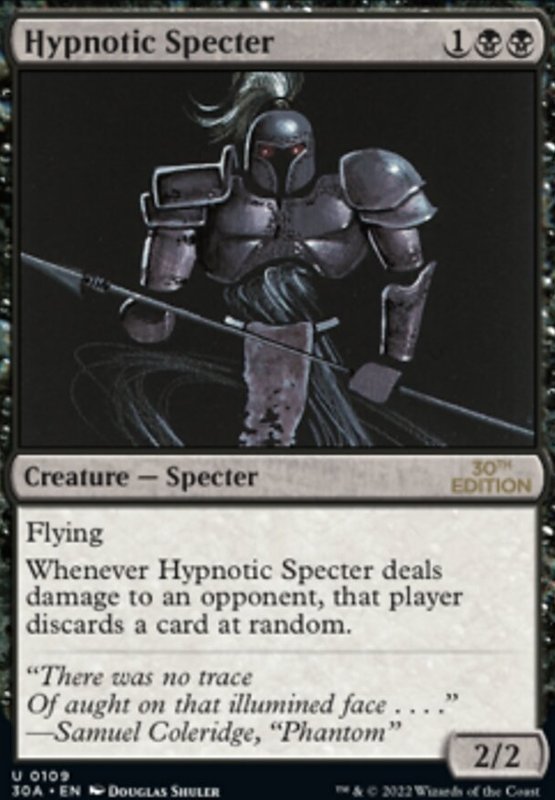 Hypnotic Specter 1
Creature — Specter
30TH
EDITION
Flying
Whenever Hypnotic Specter deals
damage to an opponent, that player
discards a card at random.
"There was no trace
Of aught on that illumined face . . . ."
—Samuel Coleridge, "Phantom"
2/2
U 0109
30A • EN Douglas Shuler
™ & © 2022 Wizards of the Coast